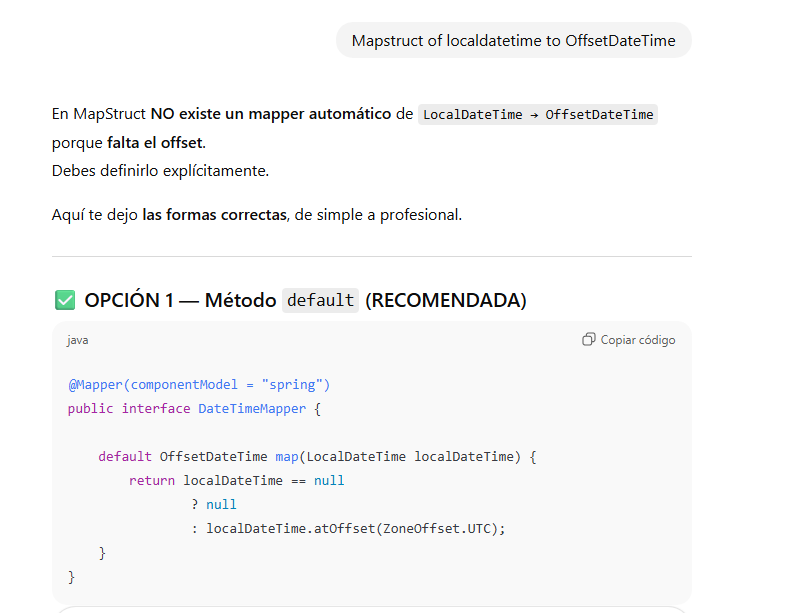 Mapstruct of localdatetime to OffsetDateTime
En MapStruct NO existe un mapper automático de LocalDateTime → OffsetDateTime
porque falta el offset.
Debes definirlo explícitamente.
Aquí te dejo las formas correctas, de simple a profesional.
✅ OPCIÓN 1 — Método default (RECOMENDADA)
java
Copiar código
@Mapper(componentModel = "spring")
public interface DateTimeMapper {
    default OffsetDateTime map(LocalDateTime localDateTime) {
        return localDateTime == null
                ? null
                : localDateTime.atOffset(ZoneOffset.UTC);
    }
}